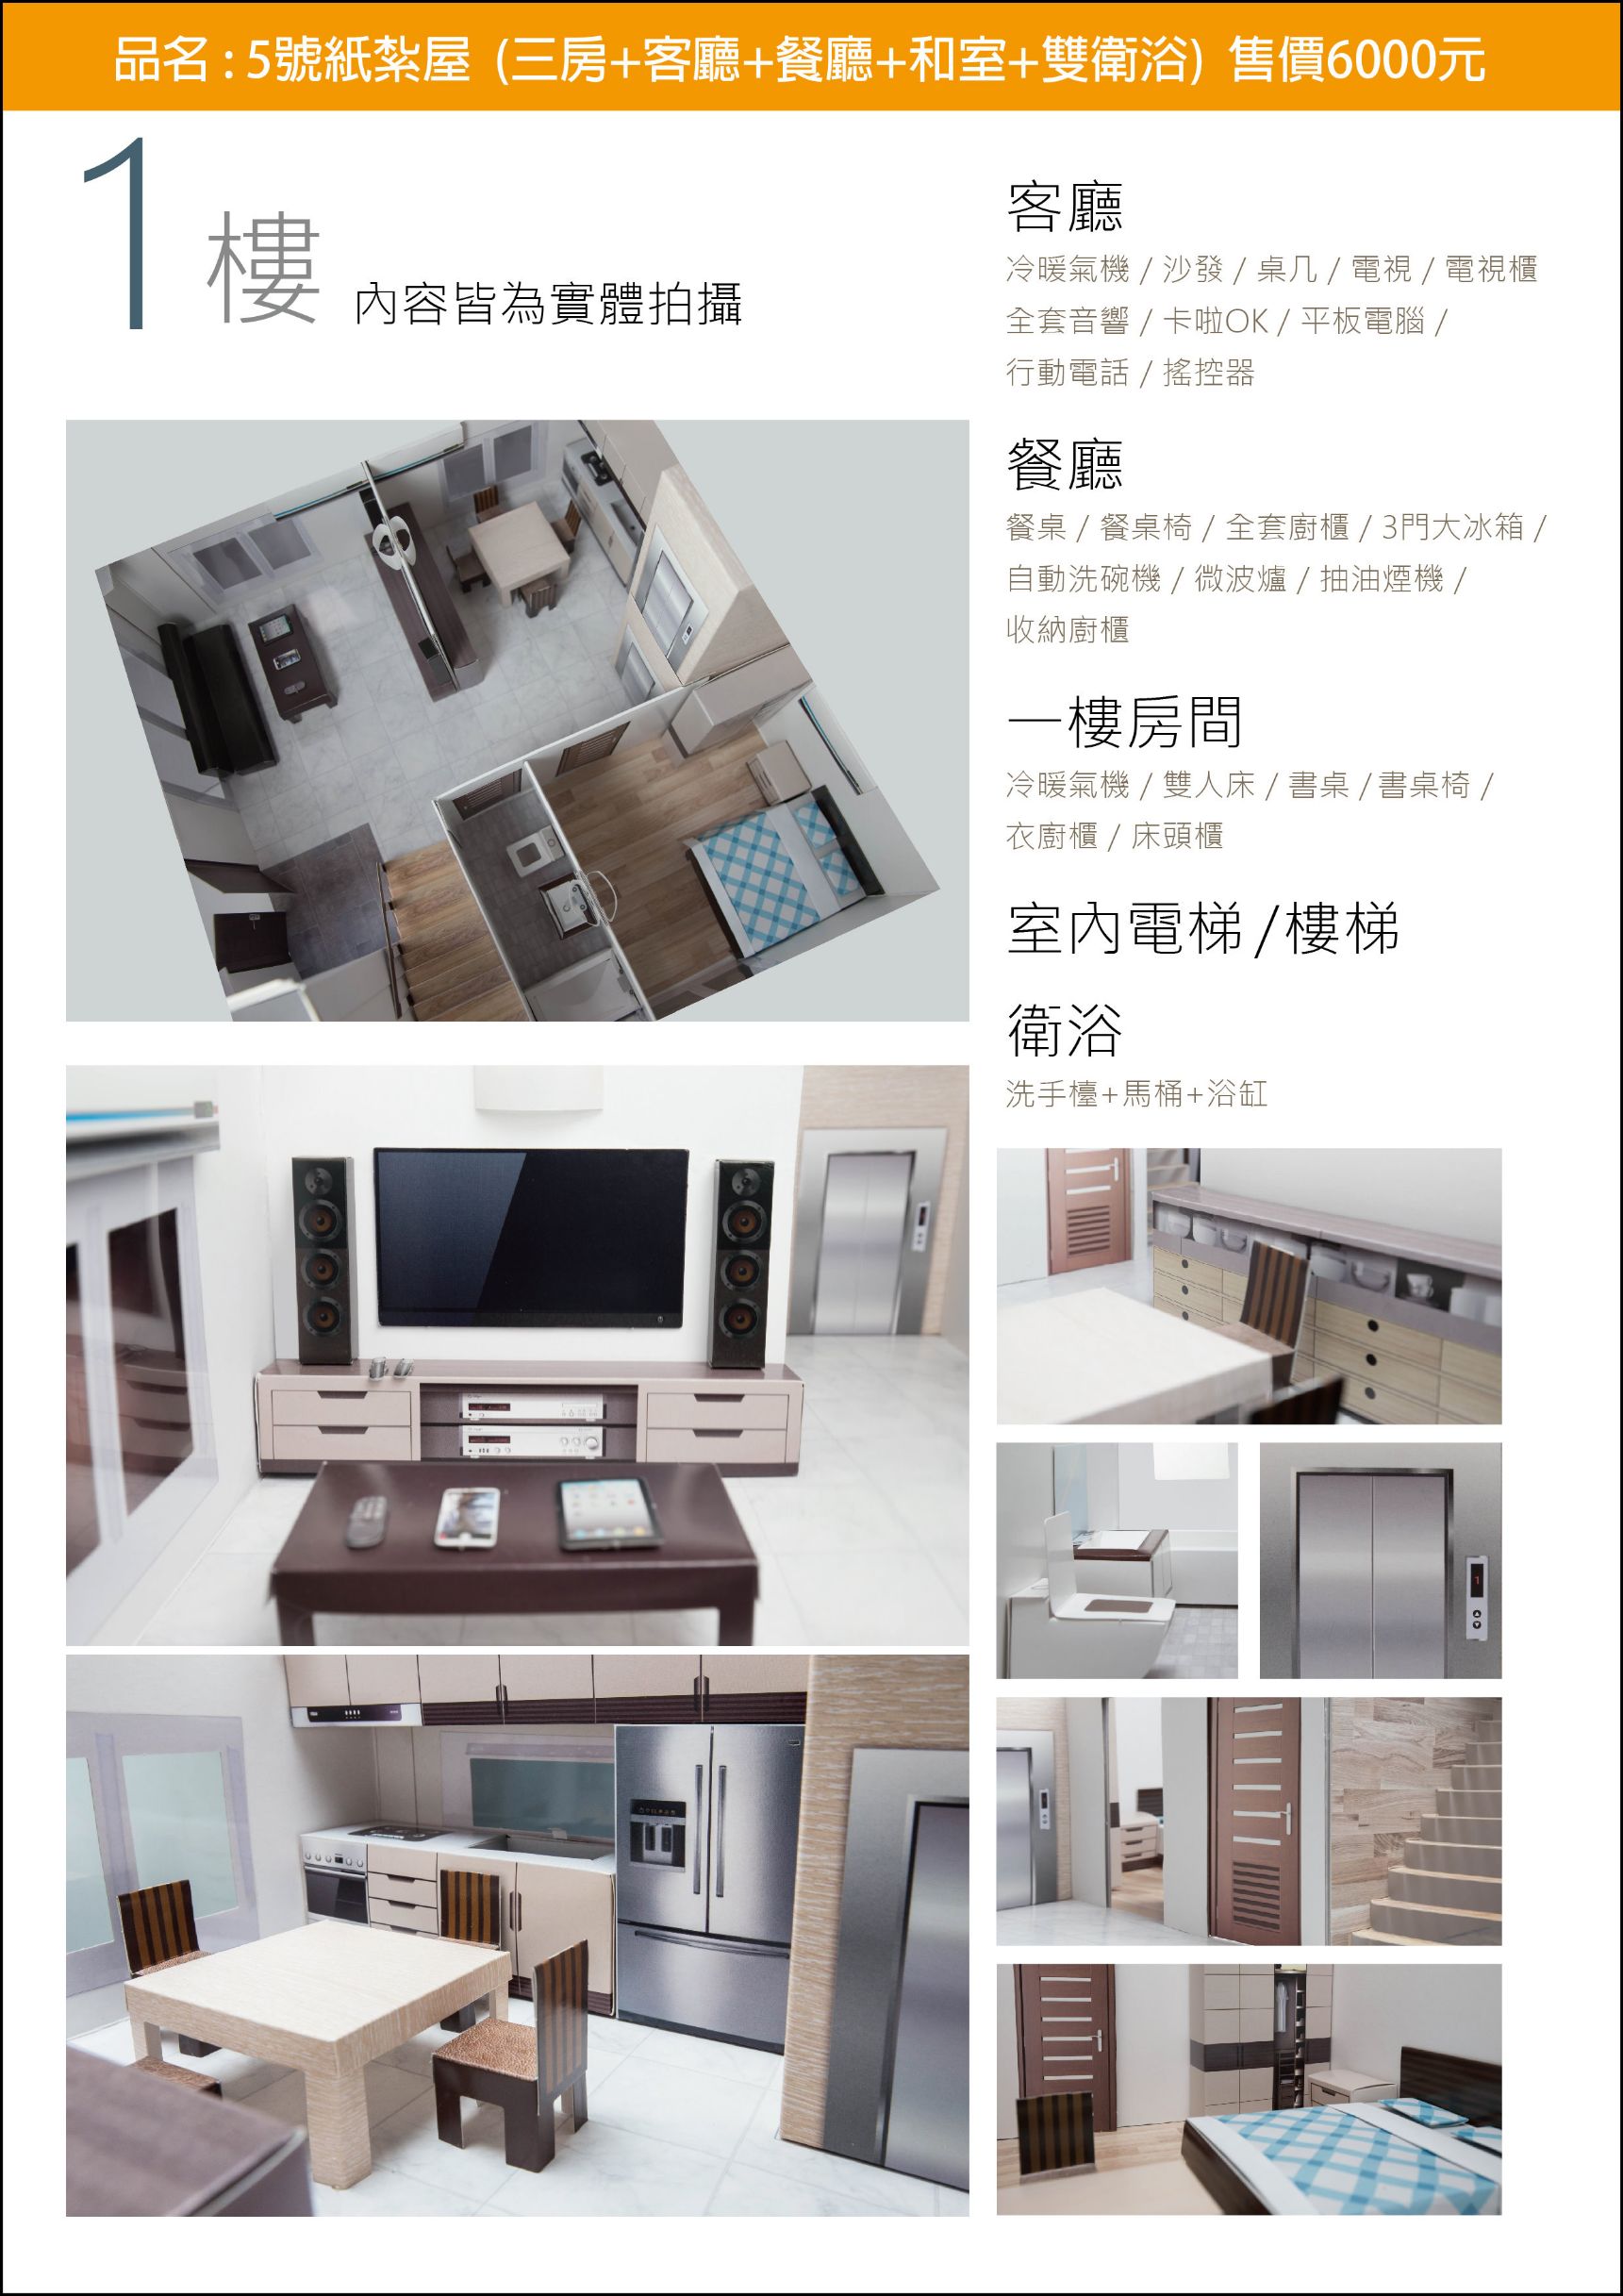 品名 : 5號紙紮屋 (三房+客廳+餐廳+和室+雙衛浴) 售價6000元
1樓 內容皆為實體拍攝
客廳
冷暖氣機 / 沙發 / 桌几 / 電視 / 電視櫃
全套音響 / 卡啦OK / 平板電腦 /
行動電話 / 搖控器
餐廳
餐桌 / 餐桌椅 / 全套廚櫃 / 3門大冰箱 /
自動洗碗機 / 微波爐 / 抽油煙機 /
收納廚櫃
一樓房間
冷暖氣機 / 雙人床 / 書桌 / 書桌椅 /
衣廚櫃 / 床頭櫃
室內電梯/樓梯
衛浴
洗手檯+馬桶+浴缸
1